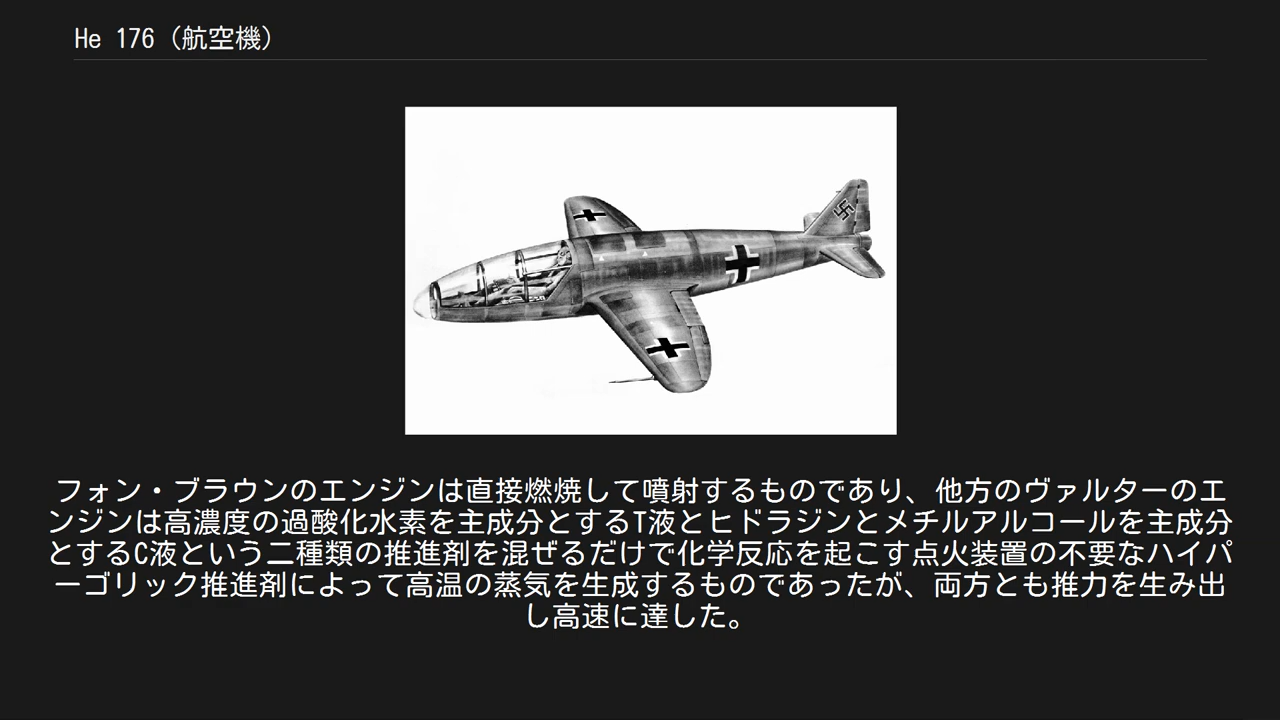 He 176（航空機）
フォン・ブラウンのエンジンは直接燃焼して噴射するものであり、他方のヴァルターのエ
ンジンは高濃度の過酸化水素を主成分とするT液とヒドラジンとメチルアルコールを主成分
とするC液という二種類の推進剤を混ぜるだけで化学反応を起こす点火装置の不要なハイパ
ーゴリック推進剤によって高温の蒸気を生成するものであったが、両方とも推力を生み出
し高速に達した。